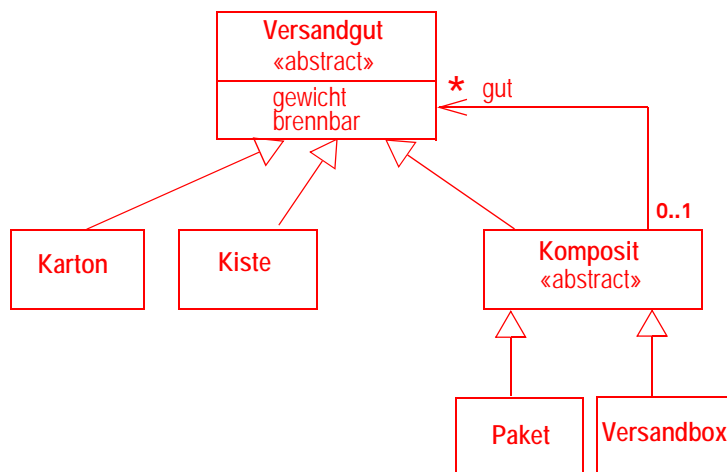 Versandgut
«abstract»
gewicht
brennbar
* gut
0..1
Karton
Kiste
Komposit
«abstract»
Paket
Versandbox